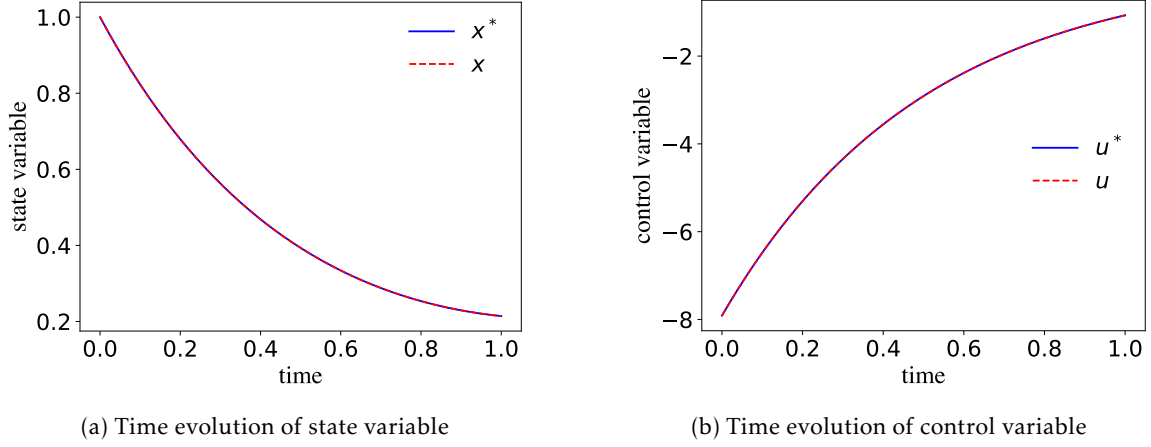 1.0
0.8
0.6
0.4
0.2
state variable
x*
x
0.0 0.2 0.4 0.6 0.8 1.0
time
(a) Time evolution of state variable
−2
−4
−6
−8
control variable
u*
u
0.0 0.2 0.4 0.6 0.8 1.0
time
(b) Time evolution of control variable